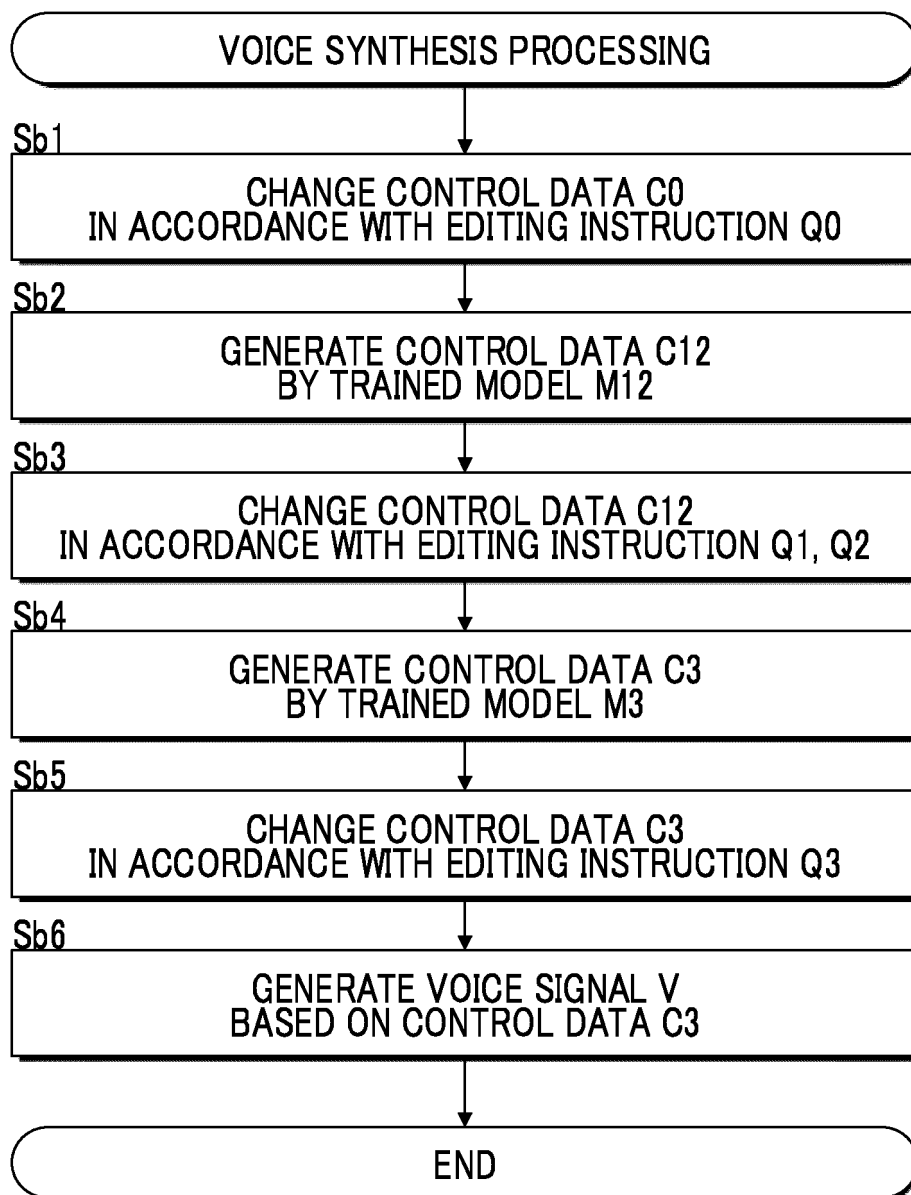 VOICE SYNTHESIS PROCESSING
Sb1
CHANGE CONTROL DATA C0
IN ACCORDANCE WITH EDITING INSTRUCTION Q0
Sb2
GENERATE CONTROL DATA C12
BY TRAINED MODEL M12
Sb3
CHANGE CONTROL DATA C12
IN ACCORDANCE WITH EDITING INSTRUCTION Q1, Q2
Sb4
GENERATE CONTROL DATA C3
BY TRAINED MODEL M3
Sb5
CHANGE CONTROL DATA C3
IN ACCORDANCE WITH EDITING INSTRUCTION Q3
Sb6
GENERATE VOICE SIGNAL V
BASED ON CONTROL DATA C3
END